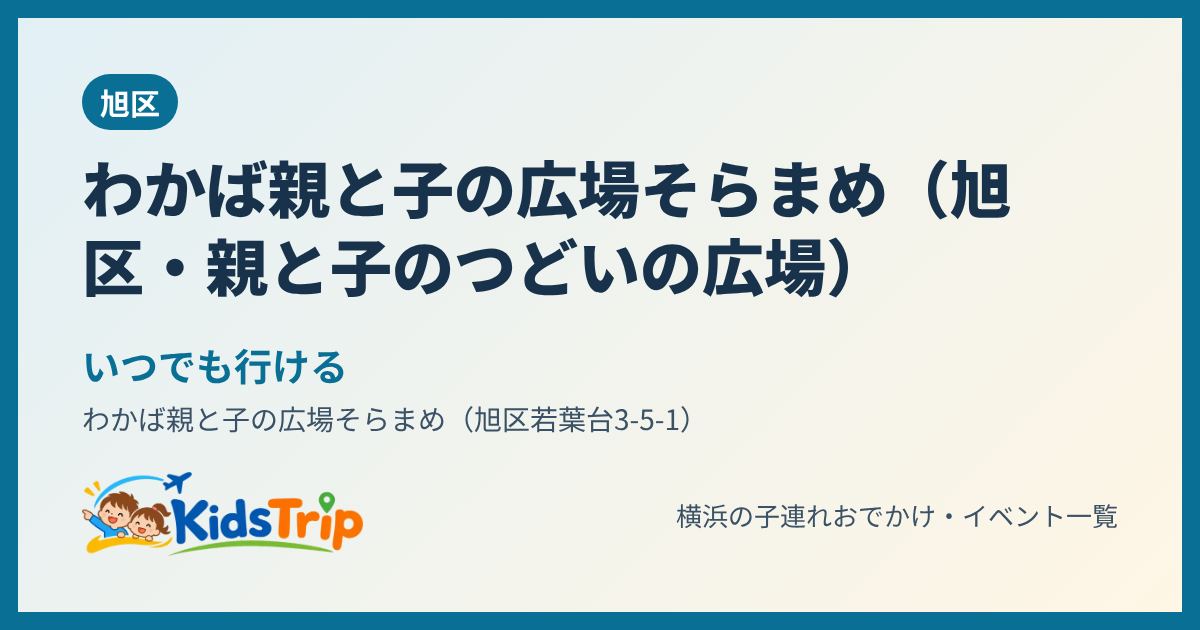 旭区
わかば親と子の広場そらまめ（旭
区・親と子のつどいの広場）
いつでも行ける
わかば親と子の広場そらまめ（旭区若葉台3-5-1）
KidsTrip
横浜の子連れおでかけ・イベント一覧